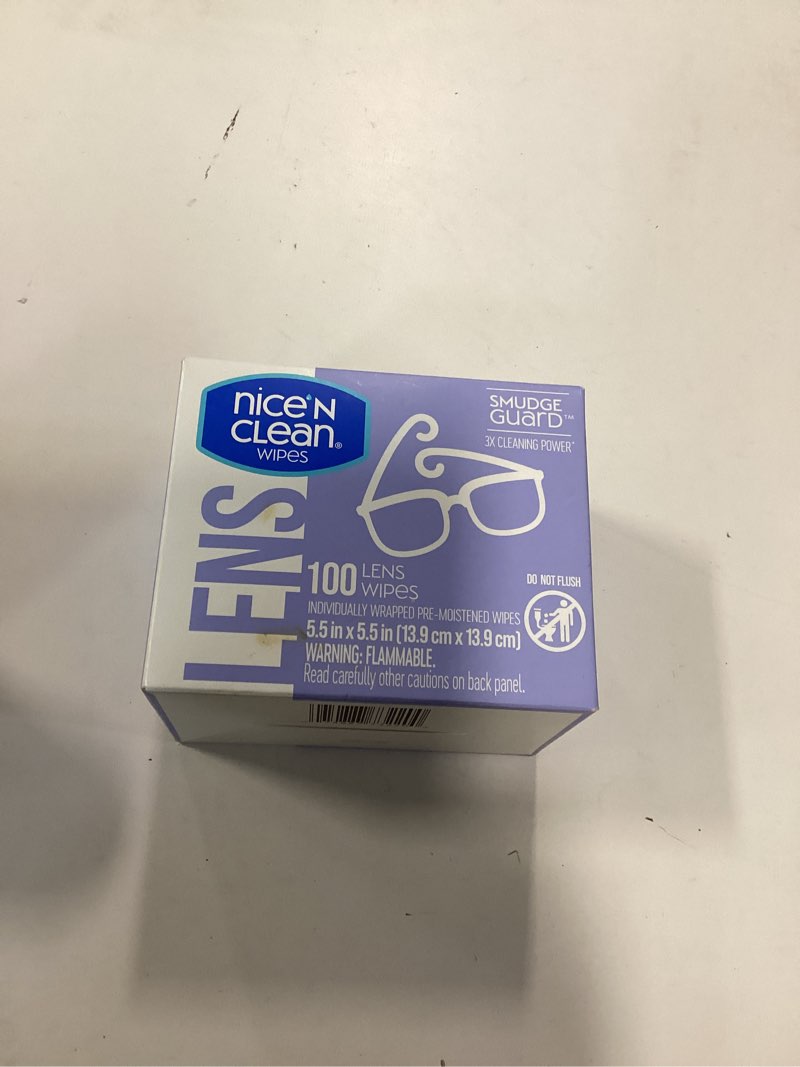 nice'N
CLean®
WIPES
LENS
SMUDGE
GUARD™
3X CLEANING POWER*
100 LENS
WIPES
INDIVIDUALLY WRAPPED PRE-MOISTENED WIPES
5.5 in x 5.5 in (13.9 cm x 13.9 cm)
WARNING: FLAMMABLE.
Read carefully other cautions on back panel.
DO NOT FLUSH